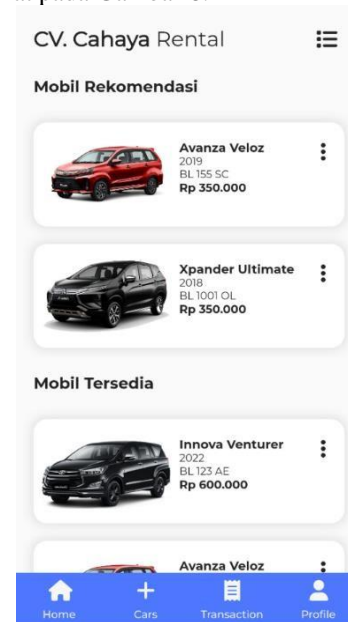 CV. Cahaya Rental
Mobil Rekomendasi
Avanza Veloz
2019
BL 155 SC
Rp 350.000
Xpander Ultimate
2018
BL 1001 OL
Rp 350.000
Mobil Tersedia
Innova Venturer
2022
BL 123 AE
Rp 600.000
Avanza Veloz
Home Cars Transaction Profile